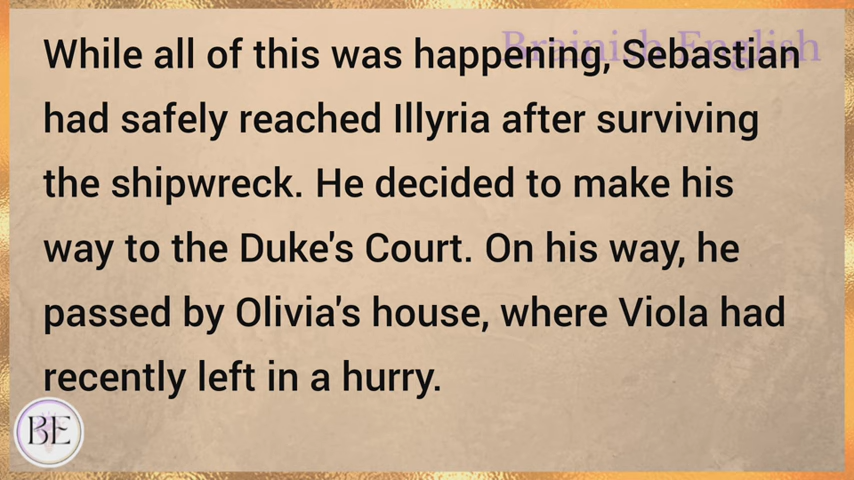 Brainish English
While all of this was happening, Sebastian
had safely reached Illyria after surviving
the shipwreck. He decided to make his
way to the Duke's Court. On his way, he
passed by Olivia's house, where Viola had
recently left in a hurry.
BE